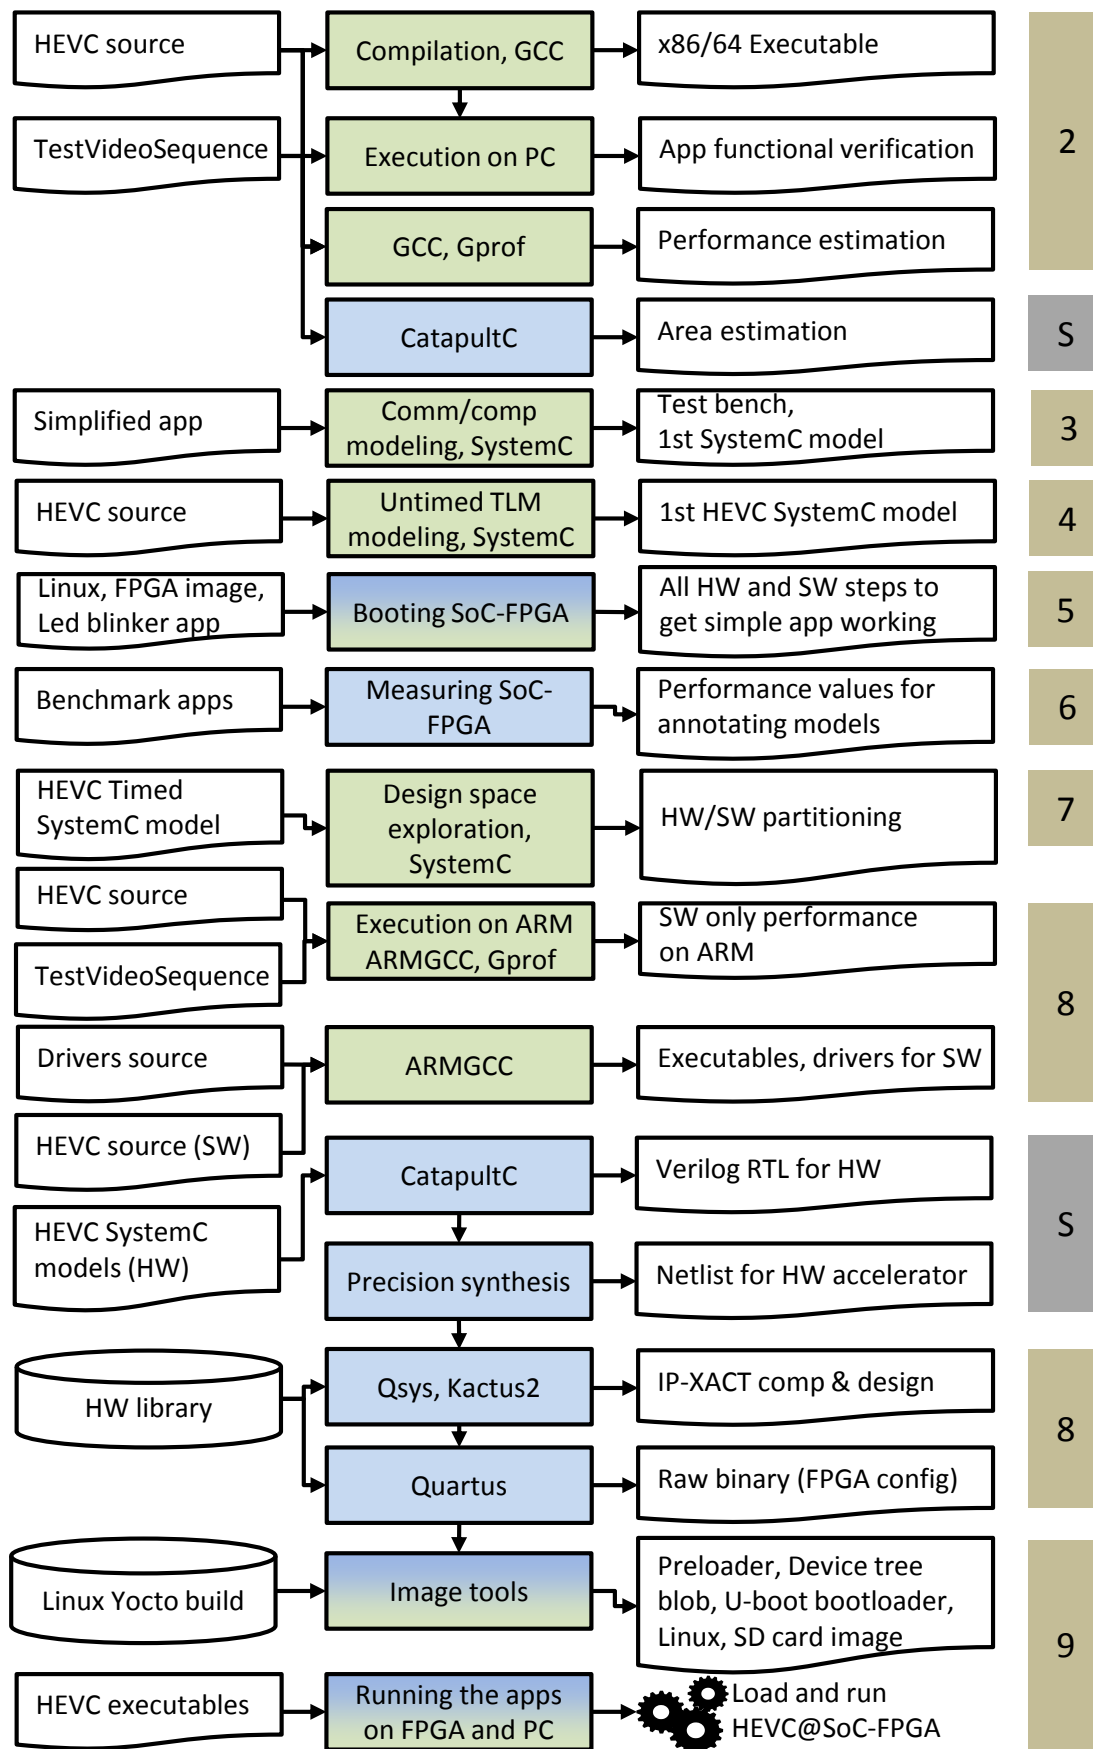 HEVC source
Compilation, GCC
x86/64 Executable
2
TestVideoSequence
Execution on PC
App functional verification
GCC, Gprof
Performance estimation
CatapultC
Area estimation
S
Simplified app
Comm/comp
modeling, SystemC
Test bench,
1st SystemC model
3
HEVC source
Untimed TLM
modeling, SystemC
1st HEVC SystemC model
4
Linux, FPGA image,
Led blinker app
Booting SoC-FPGA
All HW and SW steps to
get simple app working
5
Benchmark apps
Measuring SoC-
FPGA
Performance values for
annotating models
6
HEVC Timed
SystemC model
Design space
exploration,
SystemC
HW/SW partitioning
7
HEVC source
TestVideoSequence
Execution on ARM
ARMGCC, Gprof
SW only performance
on ARM
8
Drivers source
HEVC source (SW)
ARMGCC
Executables, drivers for SW
HEVC SystemC
models (HW)
CatapultC
Verilog RTL for HW
S
Precision synthesis
Netlist for HW accelerator
HW library
Qsys, Kactus2
IP-XACT comp & design
8
Quartus
Raw binary (FPGA config)
Linux Yocto build
Image tools
Preloader, Device tree
blob, U-boot bootloader,
Linux, SD card image
9
HEVC executables
Running the apps
on FPGA and PC
Load and run
HEVC@SoC-FPGA